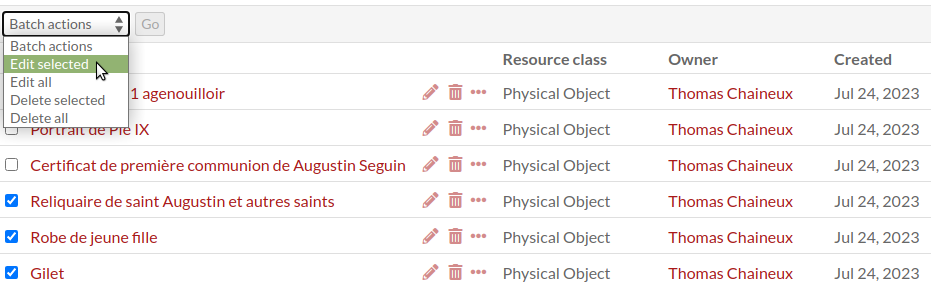 Batch actions Go
Batch actions
Edit selected Resource class Owner Created
Edit all
1 agenouilloir Physical Object Thomas Chaineux Jul 24, 2023
Delete selected
Delete all
Portrait de Pie IX Physical Object Thomas Chaineux Jul 24, 2023
Certificat de première communion de Augustin Seguin Physical Object Thomas Chaineux Jul 24, 2023
Reliquaire de saint Augustin et autres saints Physical Object Thomas Chaineux Jul 24, 2023
Robe de jeune fille Physical Object Thomas Chaineux Jul 24, 2023
Gilet Physical Object Thomas Chaineux Jul 24, 2023